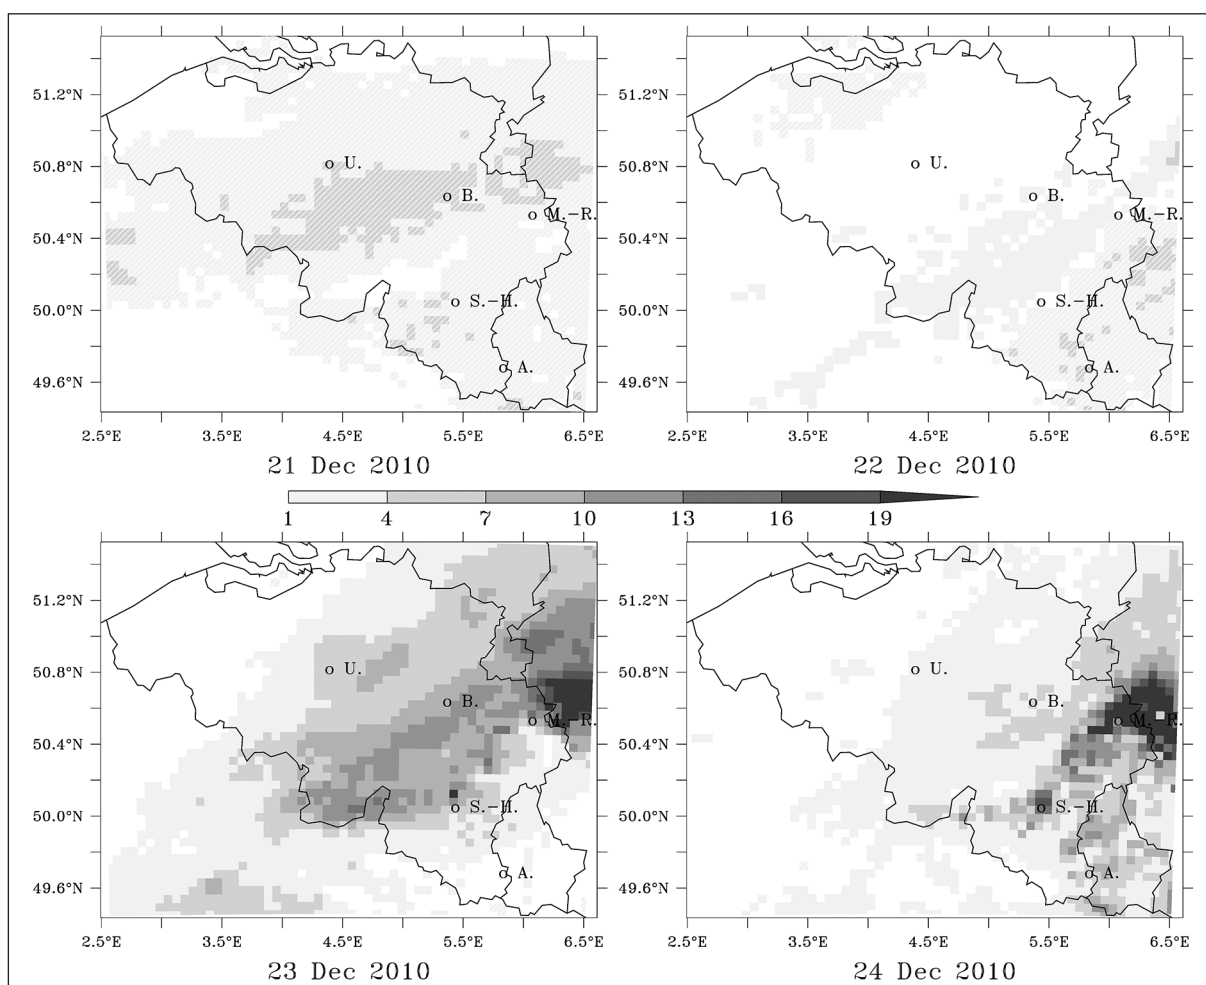 51.2°N
U.
50.8°N
B.
M.-R.
50.4°N
S.-H.
50.0°N
A.
49.6°N
2.5°E 3.5°E 4.5°E 5.5°E 6.5°E
21 Dec 2010
51.2°N
U.
50.8°N
B.
M.-R.
50.4°N
S.-H.
50.0°N
A.
49.6°N
2.5°E 3.5°E 4.5°E 5.5°E 6.5°E
22 Dec 2010
1 4 7 10 13 16 19
51.2°N
U.
50.8°N
B.
M.-R.
50.4°N
S.-H.
50.0°N
A.
49.6°N
2.5°E 3.5°E 4.5°E 5.5°E 6.5°E
23 Dec 2010
51.2°N
U.
50.8°N
B.
M.-R.
50.4°N
S.-H.
50.0°N
A.
49.6°N
2.5°E 3.5°E 4.5°E 5.5°E 6.5°E
24 Dec 2010